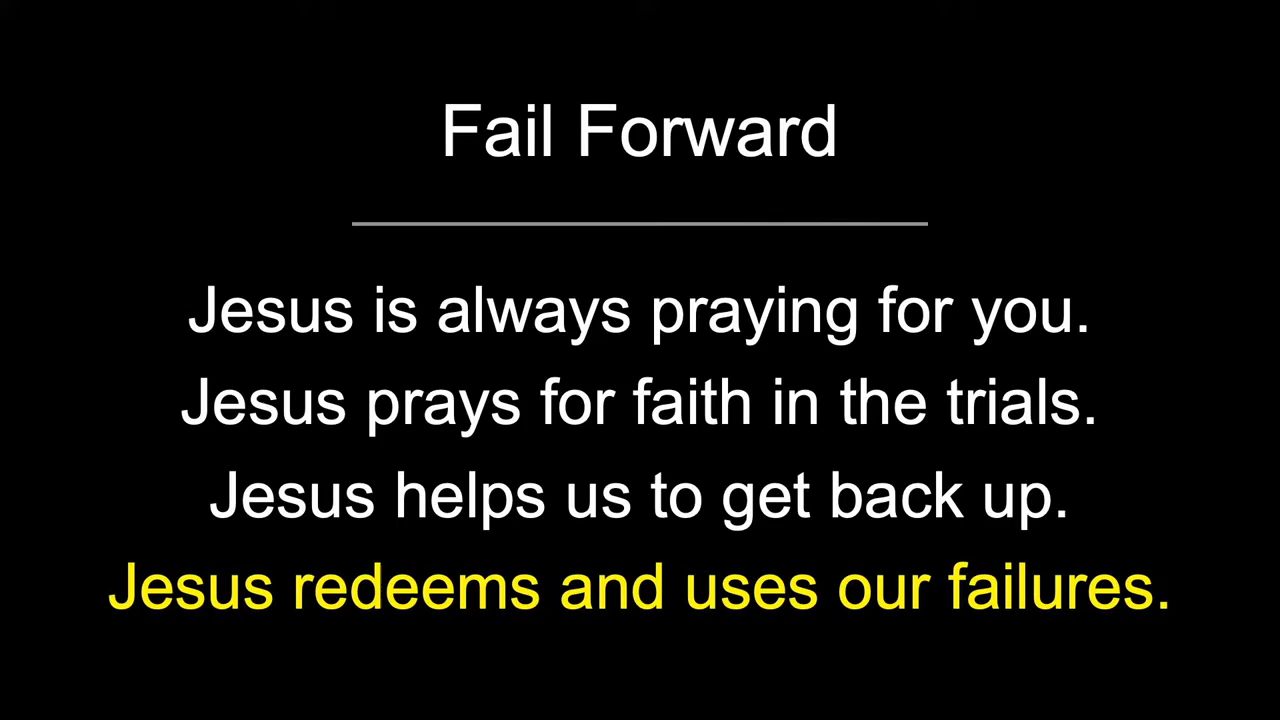 Fail Forward
Jesus is always praying for you.
Jesus prays for faith in the trials.
Jesus helps us to get back up.
Jesus redeems and uses our failures.